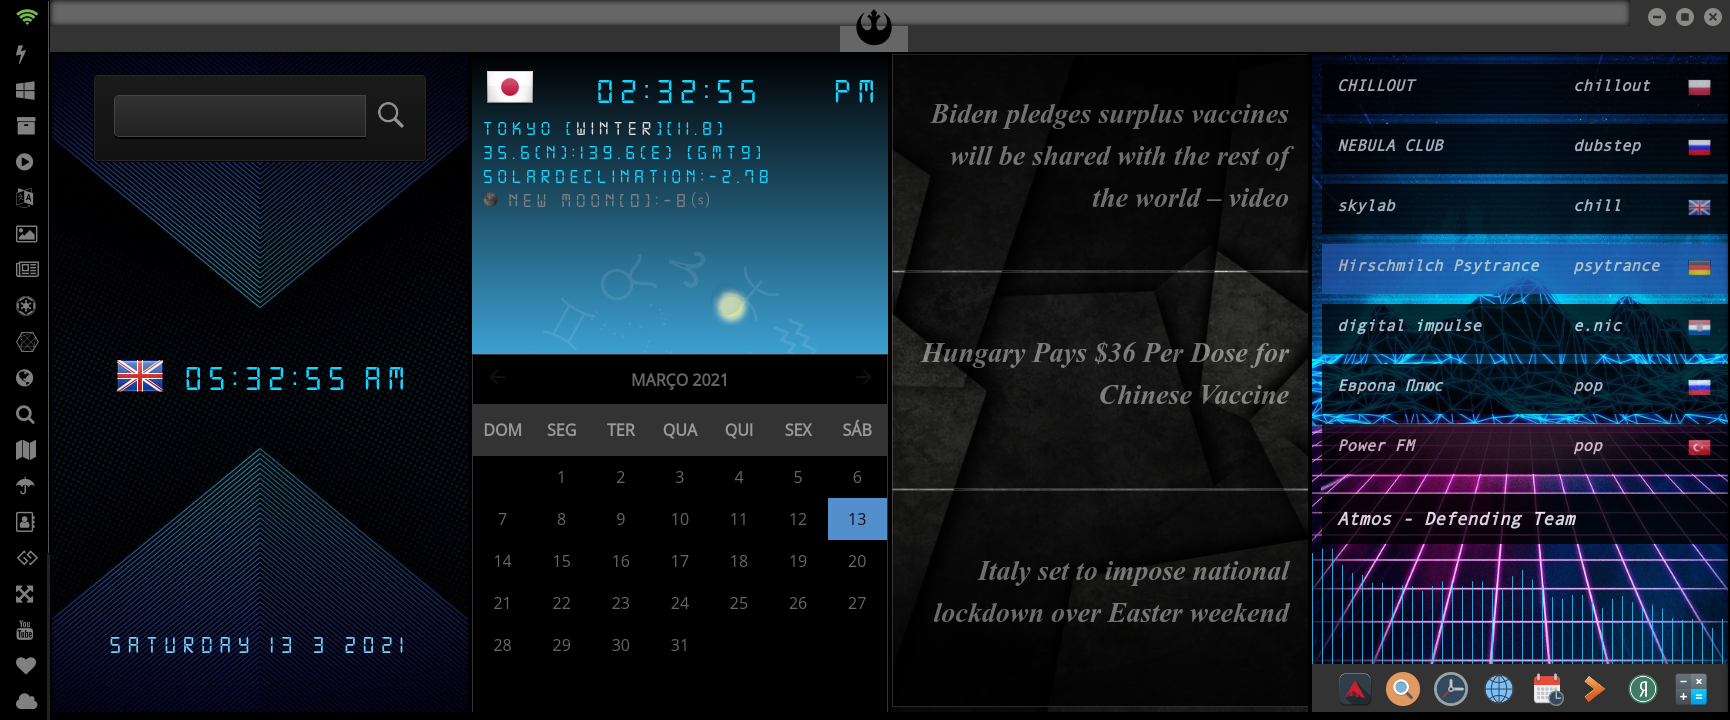 05:32:55 AM
SATURDAY 13 3 2021
02:32:55 PM
TOKYO [WINTER][11.8]
35.6(N):139.6(E) [GMT9]
SOLARDECLINATION:-2.78
NEW MOON[0]:-8(s)
MARÇO 2021
DOM SEG TER QUA QUI SEX SÁB
1 2 3 4 5 6
7 8 9 10 11 12 13
14 15 16 17 18 19 20
21 22 23 24 25 26 27
28 29 30 31
Biden pledges surplus vaccines
will be shared with the rest of
the world – video
Hungary Pays $36 Per Dose for
Chinese Vaccine
Italy set to impose national
lockdown over Easter weekend
CHILLOUT chillout
NEBULA CLUB dubstep
skylab chill
Hirschmilch Psytrance psytrance
digital impulse e.nic
Европа Плюс pop
Power FM pop
Atmos - Defending Team
You
Tube
Я